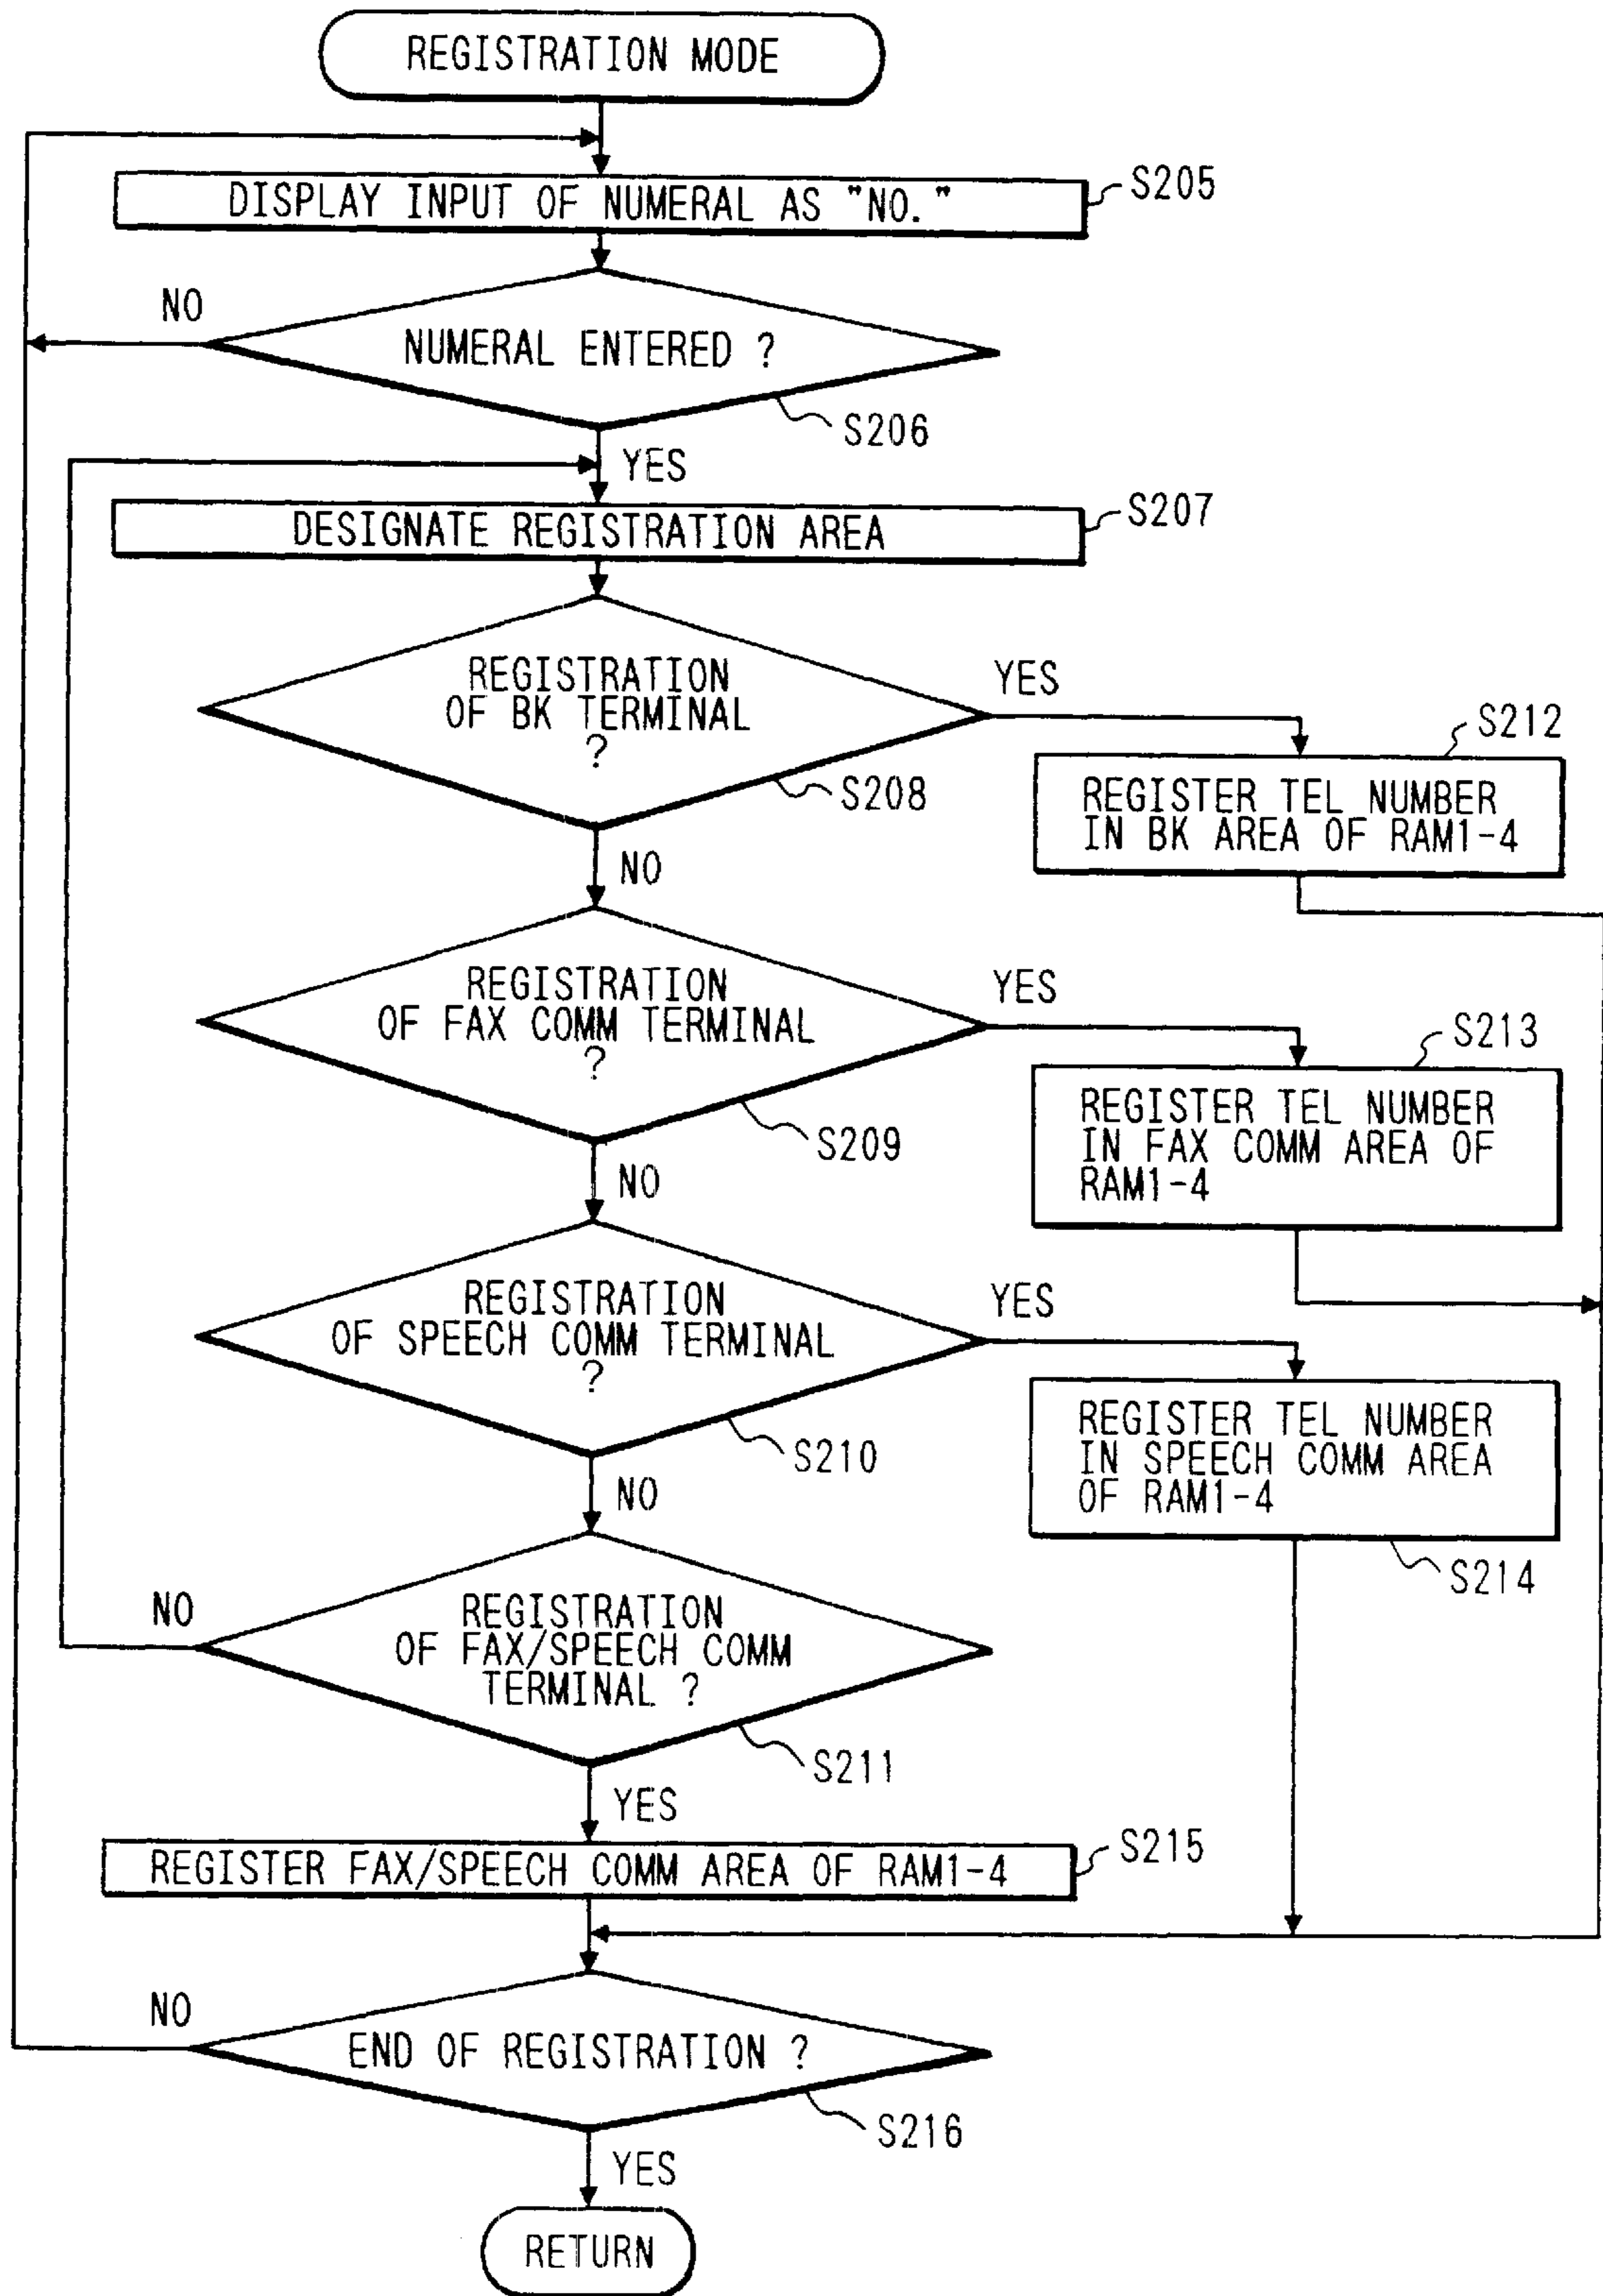 REGISTRATION MODE
DISPLAY INPUT OF NUMERAL AS "NO."
S205
NO
NUMERAL ENTERED ?
S206
YES
DESIGNATE REGISTRATION AREA
S207
REGISTRATION
OF BK TERMINAL
?
YES
S208
S212
REGISTER TEL NUMBER
IN BK AREA OF RAM1-4
NO
REGISTRATION
OF FAX COMM TERMINAL
?
YES
S209
S213
REGISTER TEL NUMBER
IN FAX COMM AREA OF
RAM1-4
NO
REGISTRATION
OF SPEECH COMM TERMINAL
?
YES
S210
REGISTER TEL NUMBER
IN SPEECH COMM AREA
OF RAM1-4
S214
NO
NO
REGISTRATION
OF FAX/SPEECH COMM
TERMINAL ?
S211
YES
REGISTER FAX/SPEECH COMM AREA OF RAM1-4
S215
NO
END OF REGISTRATION ?
S216
YES
RETURN